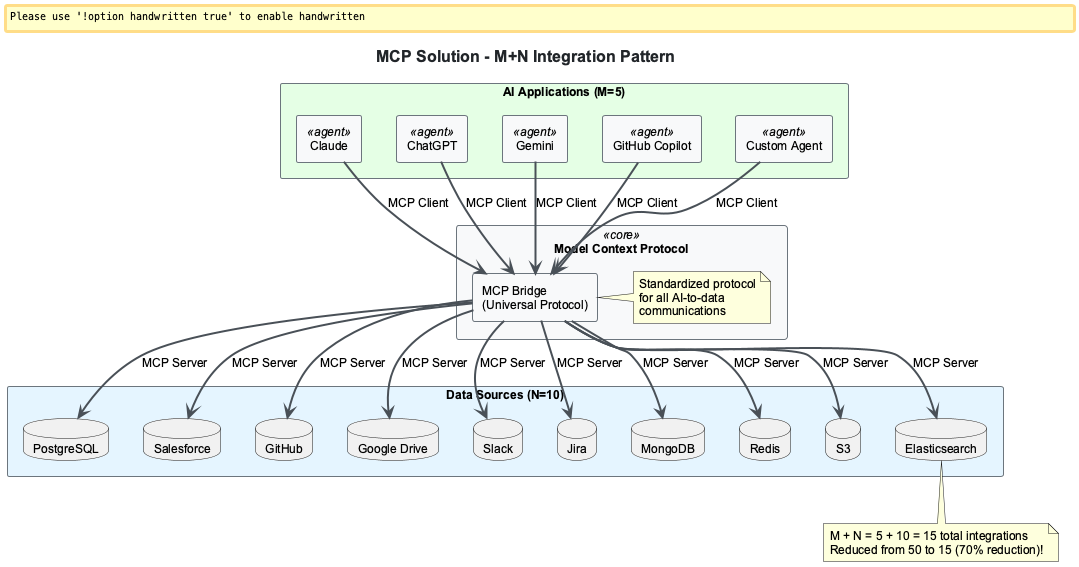 Please use '!option handwritten true' to enable handwritten
MCP Solution - M+N Integration Pattern
AI Applications (M=5)
«agent»
Claude
«agent»
ChatGPT
«agent»
Gemini
«agent»
GitHub Copilot
«agent»
Custom Agent
MCP Client
MCP Client
MCP Client
MCP Client
MCP Client
«core»
Model Context Protocol
MCP Bridge
(Universal Protocol)
Standardized protocol
for all AI-to-data
communications
MCP Server
MCP Server
MCP Server
MCP Server
MCP Server
MCP Server
MCP Server
MCP Server
MCP Server
MCP Server
Data Sources (N=10)
PostgreSQL
Salesforce
GitHub
Google Drive
Slack
Jira
MongoDB
Redis
S3
Elasticsearch
M + N = 5 + 10 = 15 total integrations
Reduced from 50 to 15 (70% reduction)!